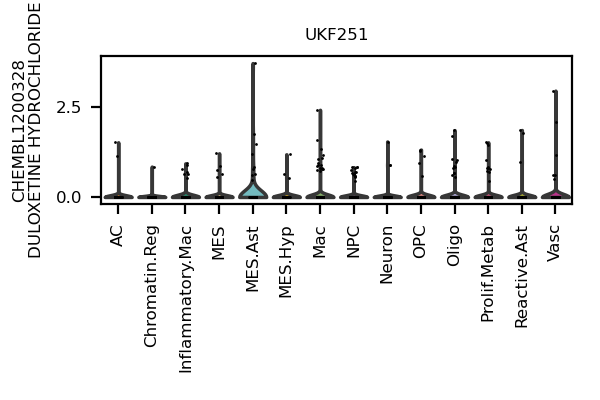 UKF251
CHEMBL1200328
DULOXETINE HYDROCHLORIDE
2.5
0.0
AC
Chromatin.Reg
Inflammatory.Mac
MES
MES.Ast
MES.Hyp
Mac
NPC
Neuron
OPC
Oligo
Prolif.Metab
Reactive.Ast
Vasc